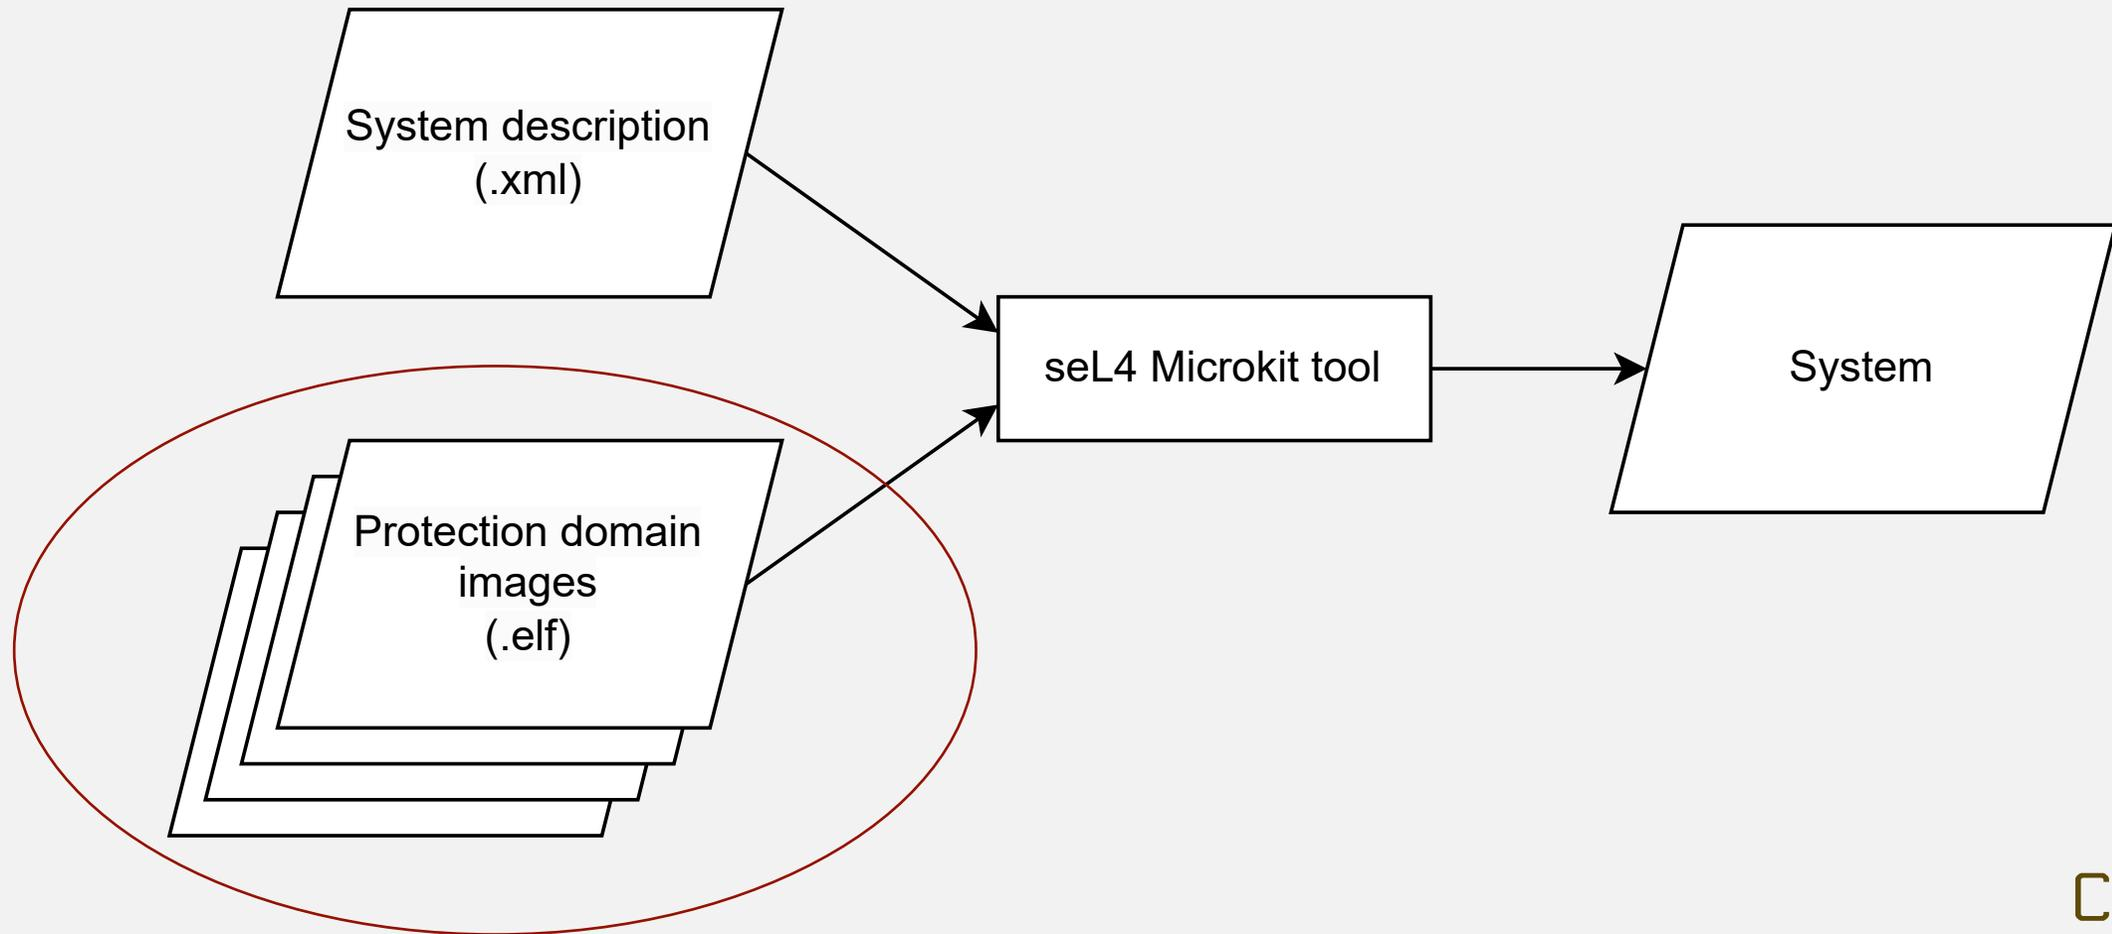 System description
(.xml)
Protection domain
images
(.elf)
seL4 Microkit tool
System
C